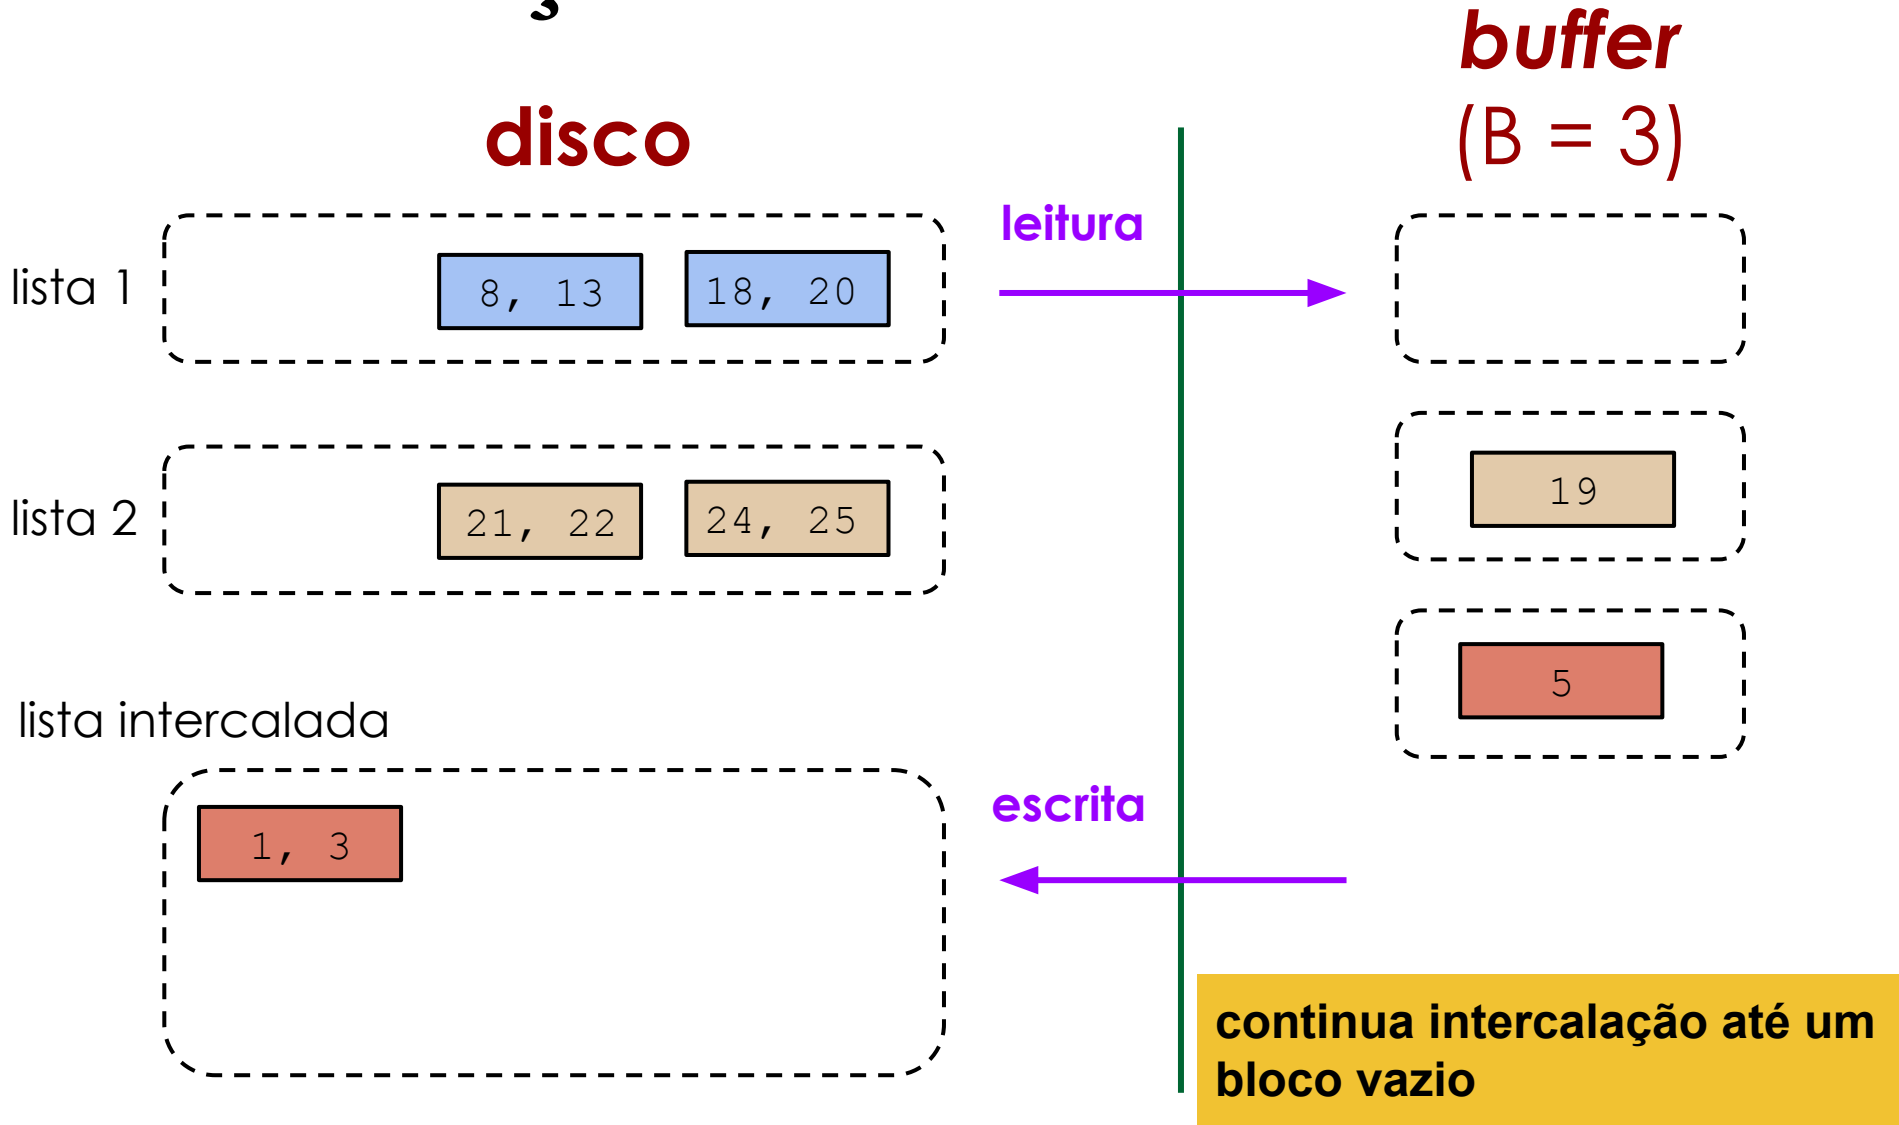 buffer
disco
(B = 3)
leitura
lista 1
8, 13
18, 20
lista 2
21, 22
24, 25
19
5
lista intercalada
escrita
1, 3
continua intercalação até um
bloco vazio